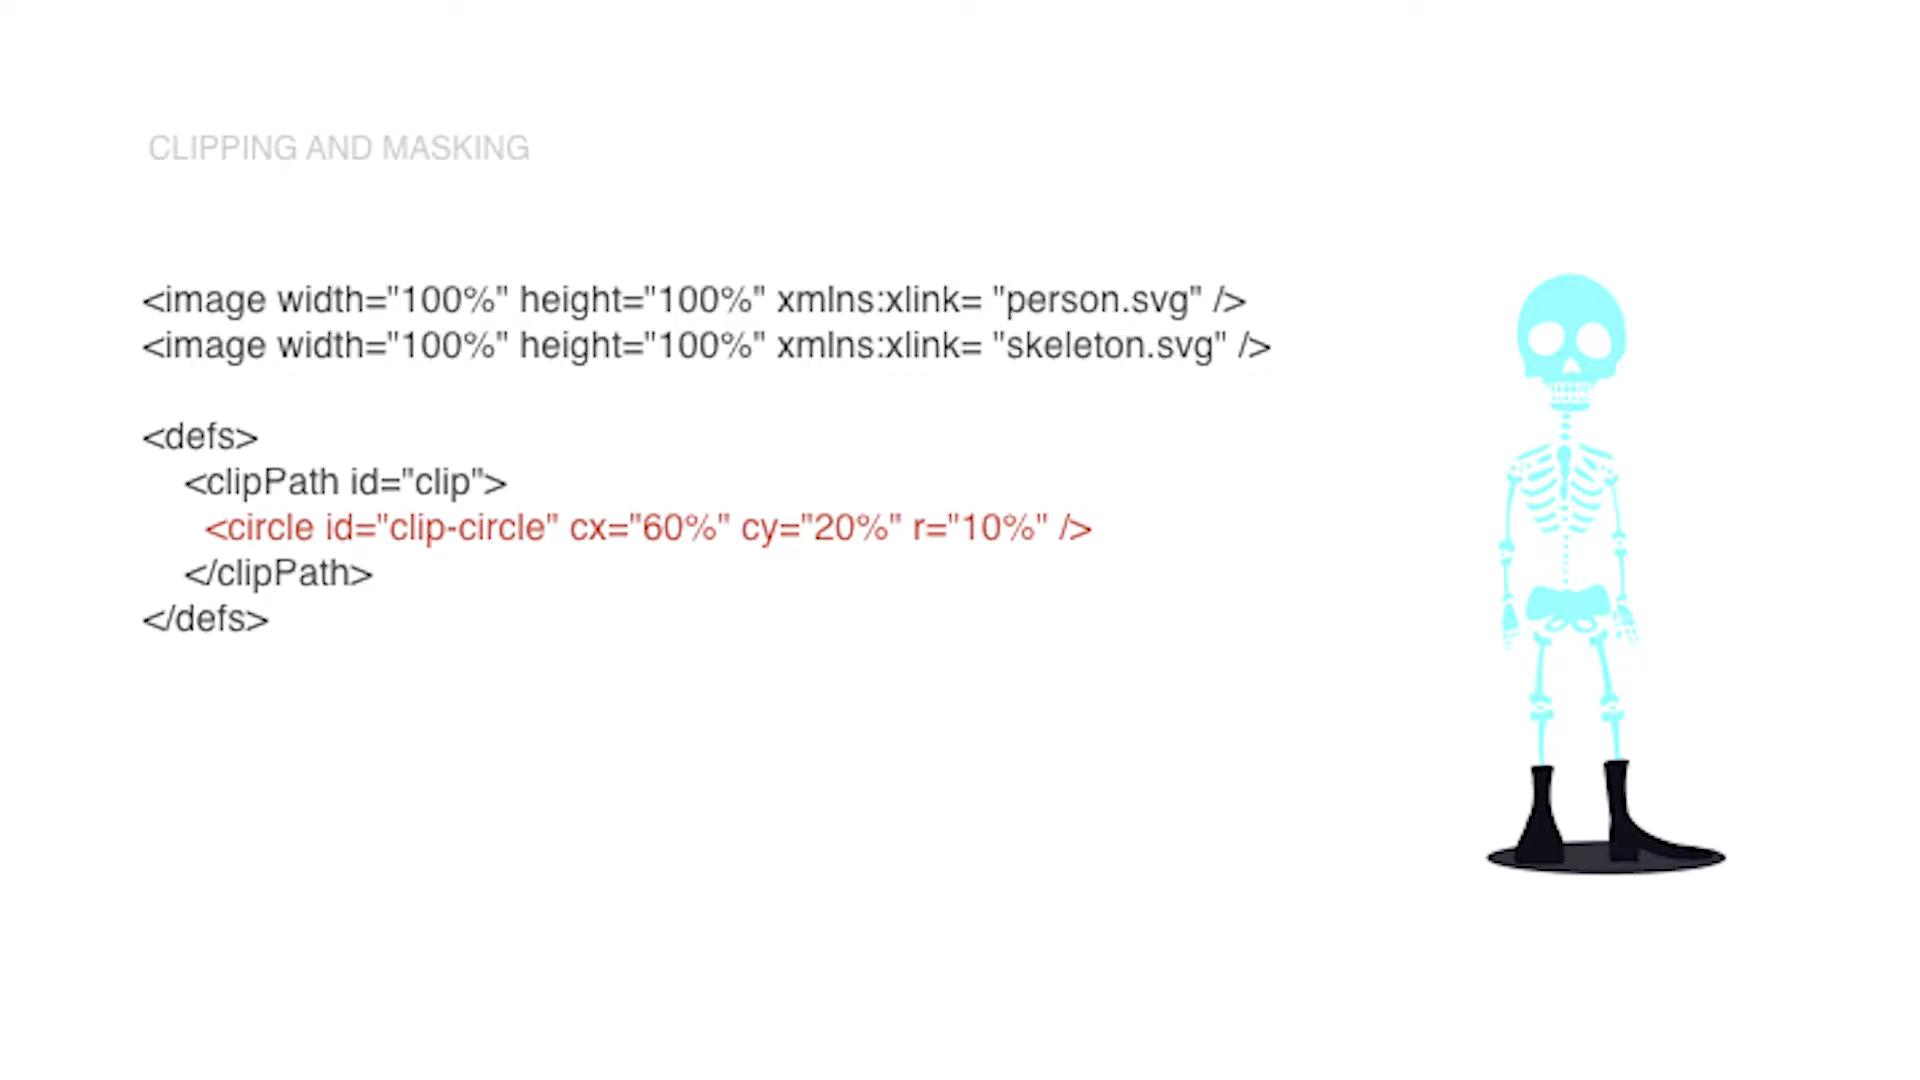 CLIPPING AND MASKING
<image width="100%" height="100%" xmlns:xlink= "person.svg" />
<image width="100%" height="100%" xmlns:xlink= "skeleton.svg" />
<defs>
<clipPath id="clip">
<circle id="clip-circle" cx="60%" cy="20%" r="10%" />
</clipPath>
</defs>